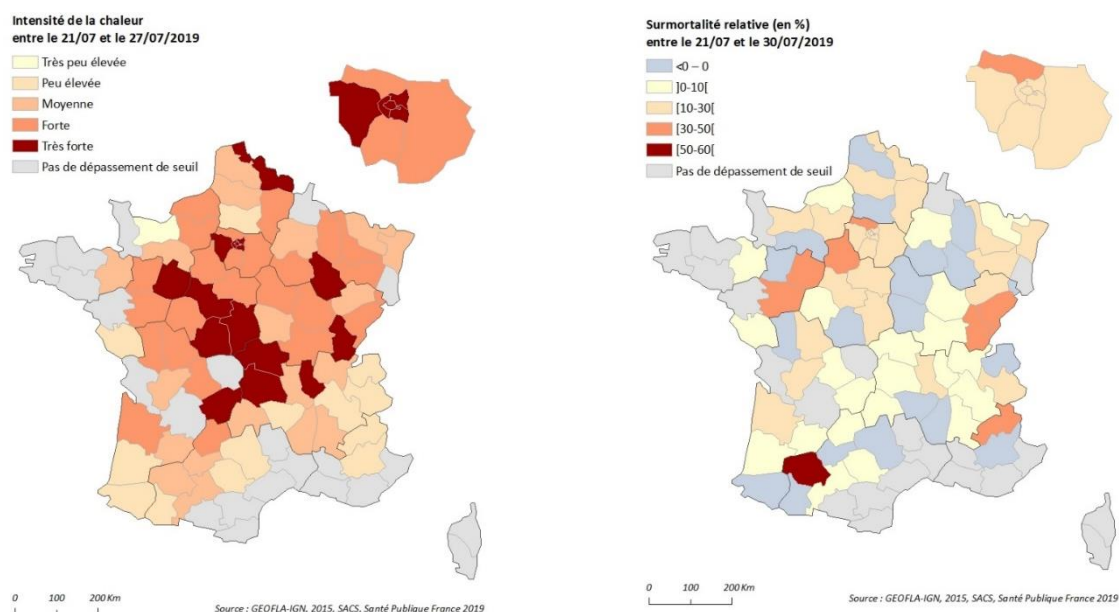 Intensité de la chaleur
entre le 21/07 et le 27/07/2019
Très peu élevée
Peu élevée
Moyenne
Forte
Très forte
Pas de dépassement de seuil
0 100 200 Km
Source : GEOFLA-IGN, 2015, SACS, Santé Publique France 2019
Surmortalité relative (en %)
entre le 21/07 et le 30/07/2019
<0 – 0
]0-10[
[10-30[
[30-50[
[50-60[
Pas de dépassement de seuil
0 100 200 Km
Source : GEOFLA-IGN, 2015, SACS, Santé Publique France 2019